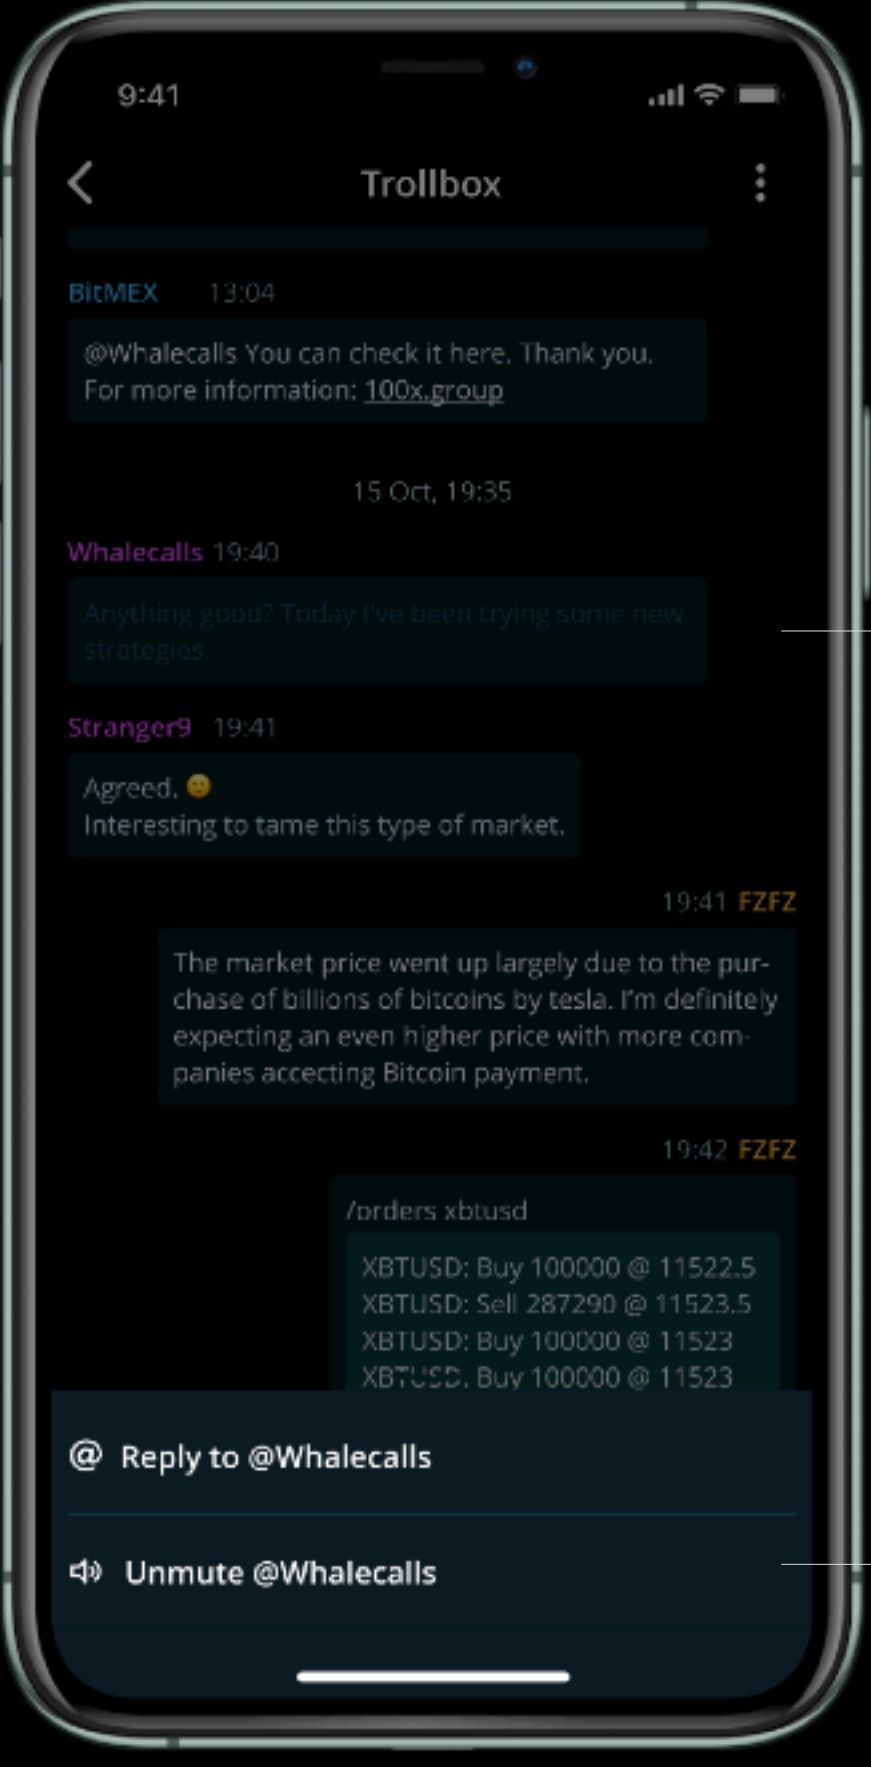 9:41
Trollbox
BitMEX 13:04
@Whalecalls You can check it here. Thank you.
For more information: 100x.group
15 Oct, 19:35
Whalecalls 19:40
Anything good? Today I've been trying some new
strategies.
Stranger9 19:41
Agreed. 🙂
Interesting to tame this type of market.
19:41 FZFZ
The market price went up largely due to the pur-
chase of billions of bitcoins by tesla. I'm definitely
expecting an even higher price with more com-
panies accecting Bitcoin payment.
19:42 FZFZ
/orders xbtusd
XBTUSD: Buy 100000 @ 11522.5
XBTUSD: Sell 287290 @ 11523.5
XBTUSD: Buy 100000 @ 11523
XBTUSD. Buy 100000 @ 11523
@ Reply to @Whalecalls
Unmute @Whalecalls